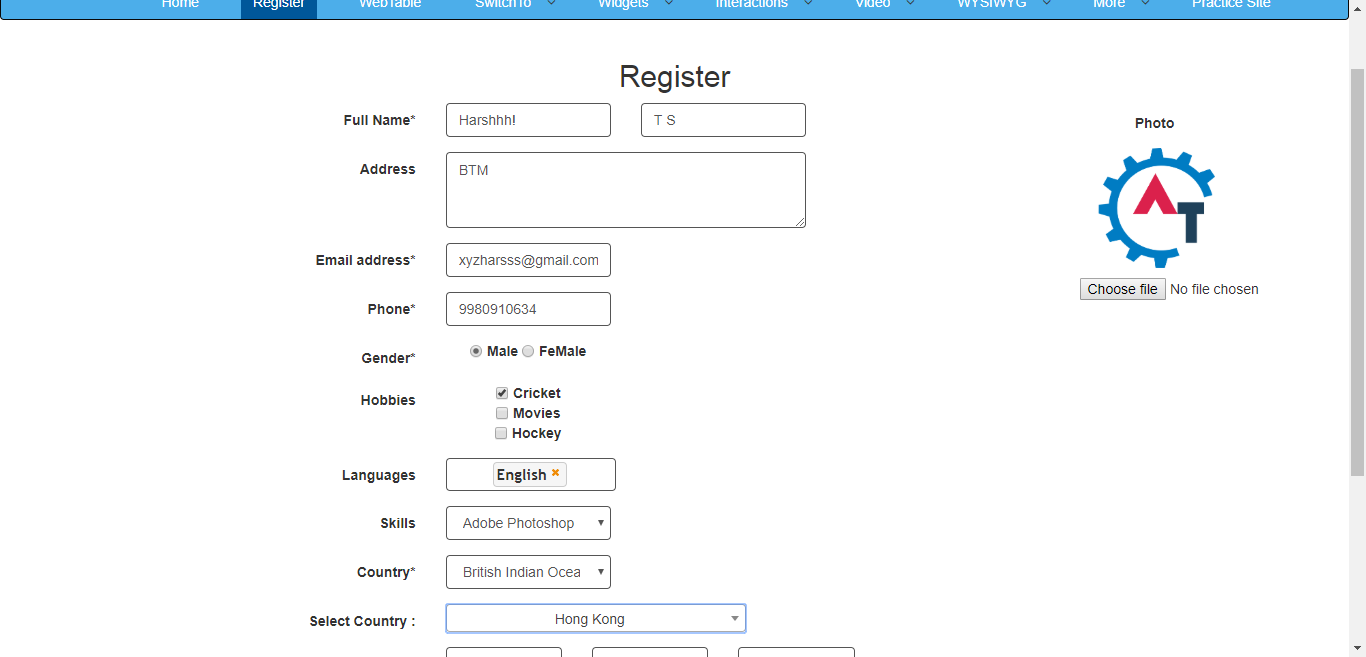 Home Register WebTable SwitchTo Widgets Interactions Video WYSIWYG More Practice Site
Register
Full Name* Harshhh! T S
Photo
Address BTM
AT
Email address* xyzharsss@gmail.com
Choose file No file chosen
Phone* 9980910634
Gender* Male FeMale
Hobbies Cricket
Movies
Hockey
Languages English
Skills Adobe Photoshop
Country* British Indian Ocea
Select Country : Hong Kong